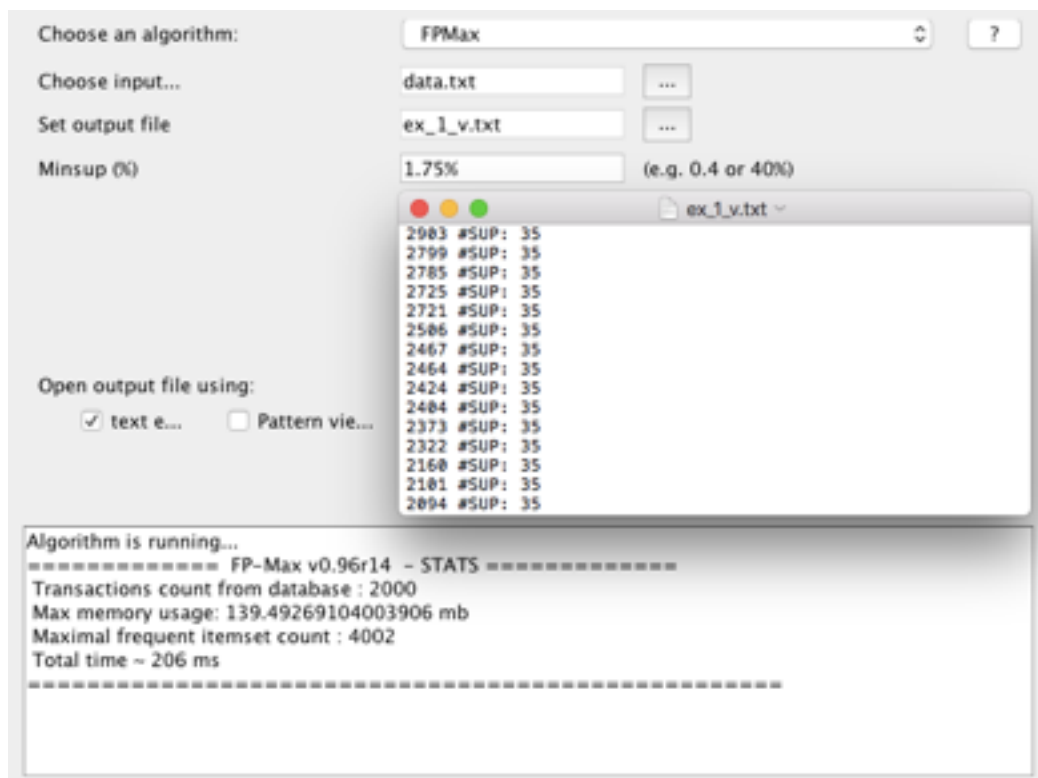 Choose an algorithm: FPMax ?
Choose input... data.txt ...
Set output file ex_1_v.txt ...
Minsup (%) 1.75% (e.g. 0.4 or 40%)
ex_1_v.txt
2903 #SUP: 35
2799 #SUP: 35
2785 #SUP: 35
2725 #SUP: 35
2721 #SUP: 35
2506 #SUP: 35
2467 #SUP: 35
2464 #SUP: 35
2424 #SUP: 35
2404 #SUP: 35
2373 #SUP: 35
2322 #SUP: 35
2160 #SUP: 35
2101 #SUP: 35
2094 #SUP: 35
Open output file using:
text e... Pattern vie...
Algorithm is running...
============= FP-Max v0.96r14 - STATS =============
Transactions count from database : 2000
Max memory usage: 139.49269104003906 mb
Maximal frequent itemset count : 4002
Total time ~ 206 ms
===================================================